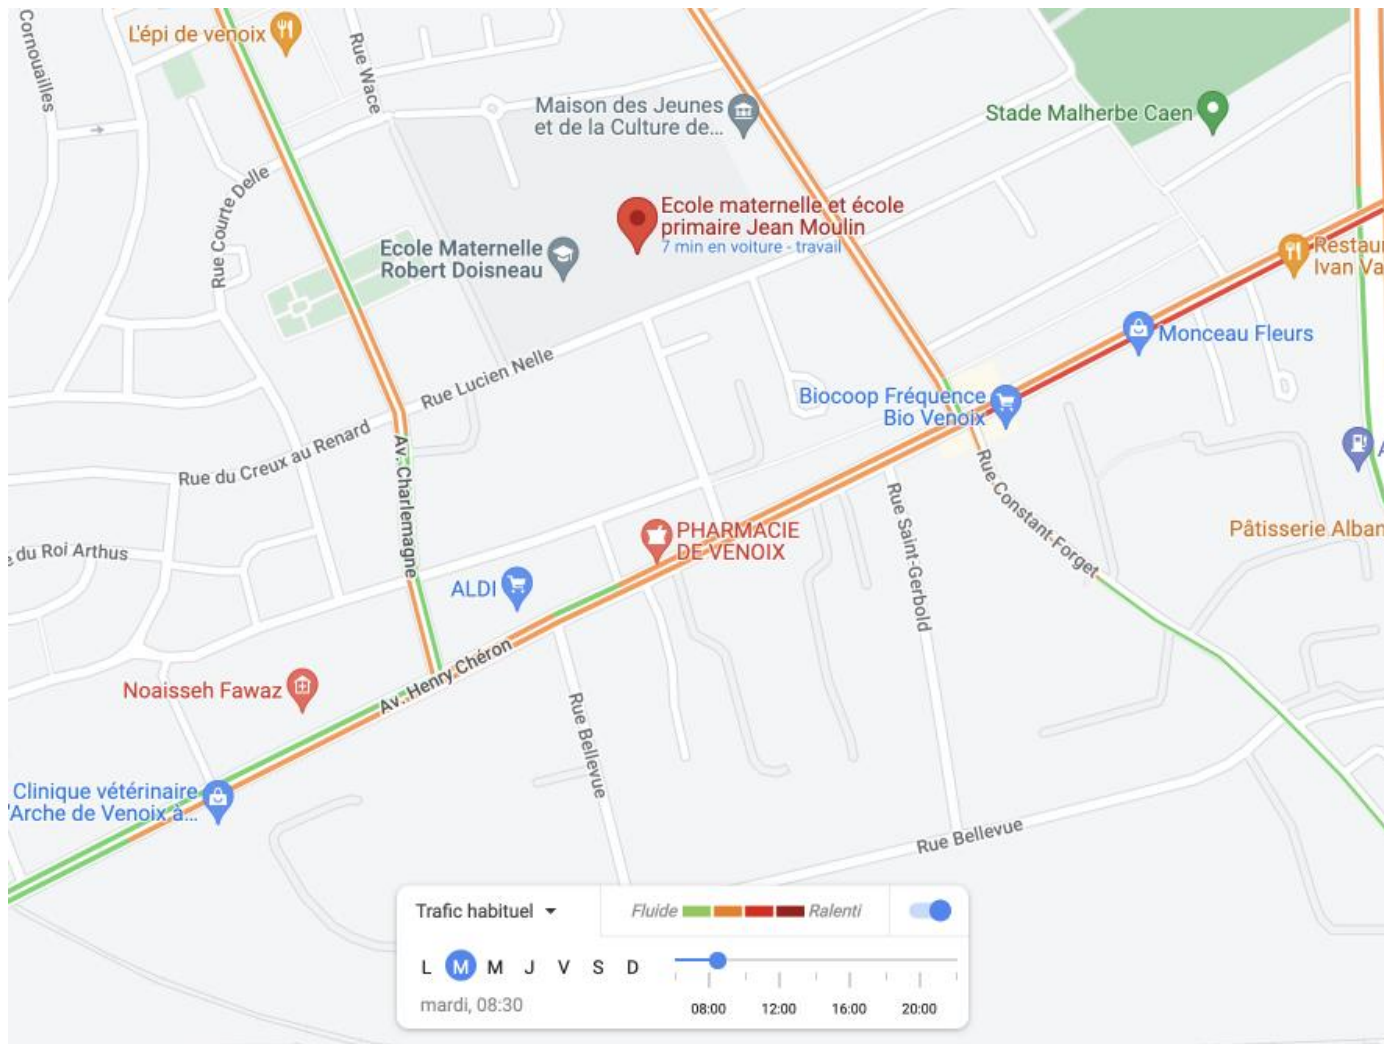 Cornouailles
L'épi de venoix
Rue Wace
Maison des Jeunes
et de la Culture de...
Stade Malherbe Caen
Rue Courte Delle
Ecole maternelle et école
primaire Jean Moulin
7 min en voiture - travail
Ecole Maternelle
Robert Doisneau
Restau
Ivan Va
Monceau Fleurs
Rue Lucien Nelle
Biocoop Fréquence
Bio Venoix
Rue du Creux au Renard
Av. Charlemagne
Rue Constant-Forget
Rue Saint-Gerbold
PHARMACIE
DE VENOIX
Pâtisserie Alban
du Roi Arthus
ALDI
Av. Henry Chéron
Noaisseh Fawaz
Rue Bellevue
Clinique vétérinaire
'Arche de Venoix à...
Rue Bellevue
Trafic habituel
Fluide
Ralenti
L M M J V S D
mardi, 08:30
08:00 12:00 16:00 20:00